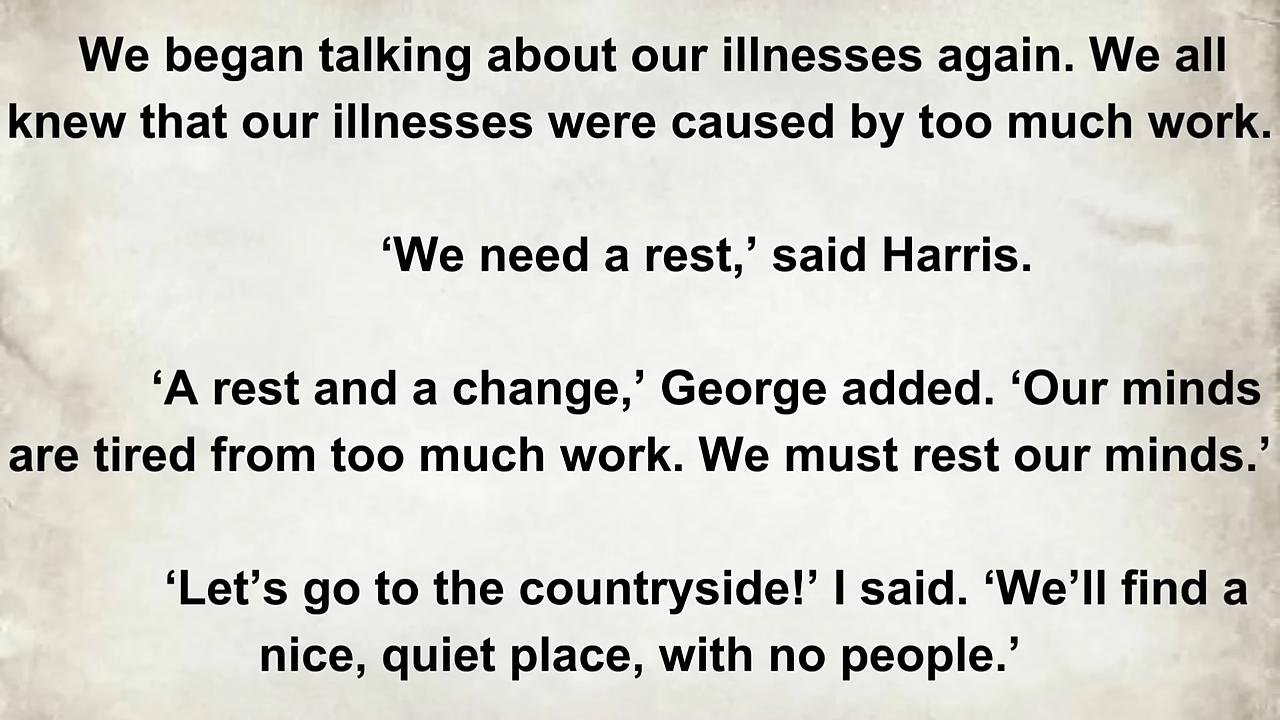 We began talking about our illnesses again. We all
knew that our illnesses were caused by too much work.
‘We need a rest,’ said Harris.
‘A rest and a change,’ George added. ‘Our minds
are tired from too much work. We must rest our minds.’
‘Let’s go to the countryside!’ I said. ‘We’ll find a
nice, quiet place, with no people.’